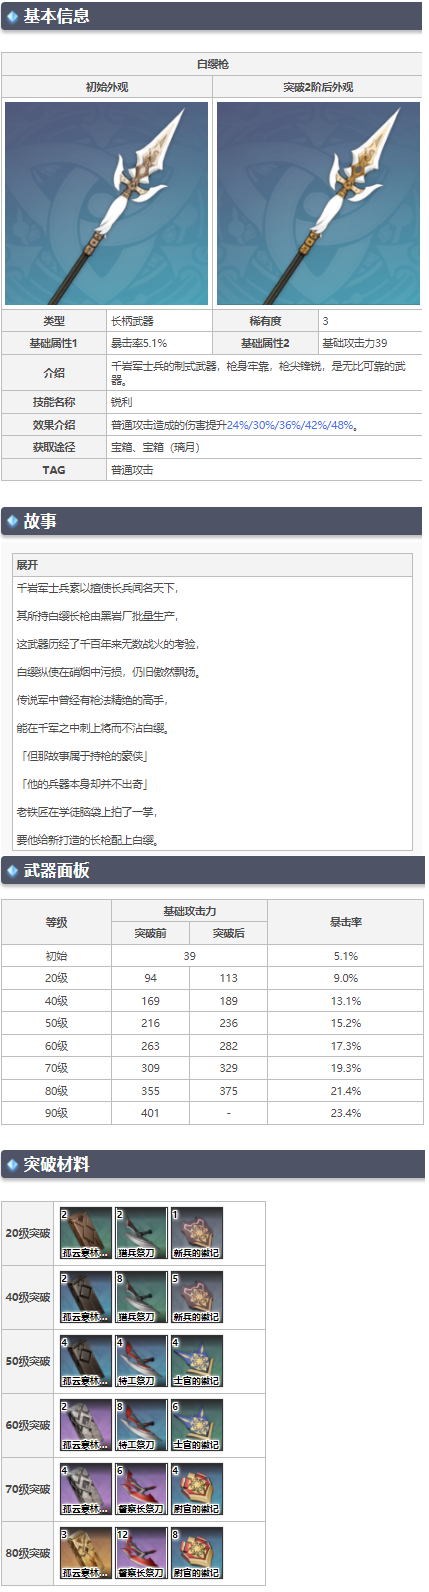 基本信息
白缨枪
初始外观 突破2阶后外观
类型 长柄武器 稀有度 3
基础属性1 暴击率5.1% 基础属性2 基础攻击力39
介绍 千岩军士兵的制式武器，枪身牢靠，枪尖锋锐，是无比可靠的武
器。
技能名称 锐利
效果介绍 普通攻击造成的伤害提升24%/30%/36%/42%/48%。
获取途径 宝箱、宝箱（璃月）
TAG 普通攻击
故事
展开
千岩军士兵素以擅使长兵闻名天下，
其所持白缨长枪由黑岩厂批量生产，
这武器历经了千百年来无数战火的考验，
白缨纵使在硝烟中污损，仍旧傲然飘扬。
传说军中曾经有枪法精绝的高手，
能在千军之中刺上将而不沾白缨。
「但那故事属于持枪的豪侠」
「他的兵器本身却并不出奇」
老铁匠在学徒脑袋上拍了一掌，
要他给新打造的长枪配上白缨。
武器面板
等级 基础攻击力 暴击率
突破前 突破后
初始 39 5.1%
20级 94 113 9.0%
40级 169 189 13.1%
50级 216 236 15.2%
60级 263 282 17.3%
70级 309 329 19.3%
80级 355 375 21.4%
90级 401 - 23.4%
突破材料
20级突破 2 孤云寒林... 2 猎兵祭刀 1 新兵的徽记
40级突破 2 孤云寒林... 8 猎兵祭刀 5 新兵的徽记
50级突破 4 孤云寒林... 4 特工祭刀 4 士官的徽记
60级突破 2 孤云寒林... 8 特工祭刀 6 士官的徽记
70级突破 4 孤云寒林... 6 督察长祭刀 4 尉官的徽记
80级突破 3 孤云寒林... 12 督察长祭刀 8 尉官的徽记